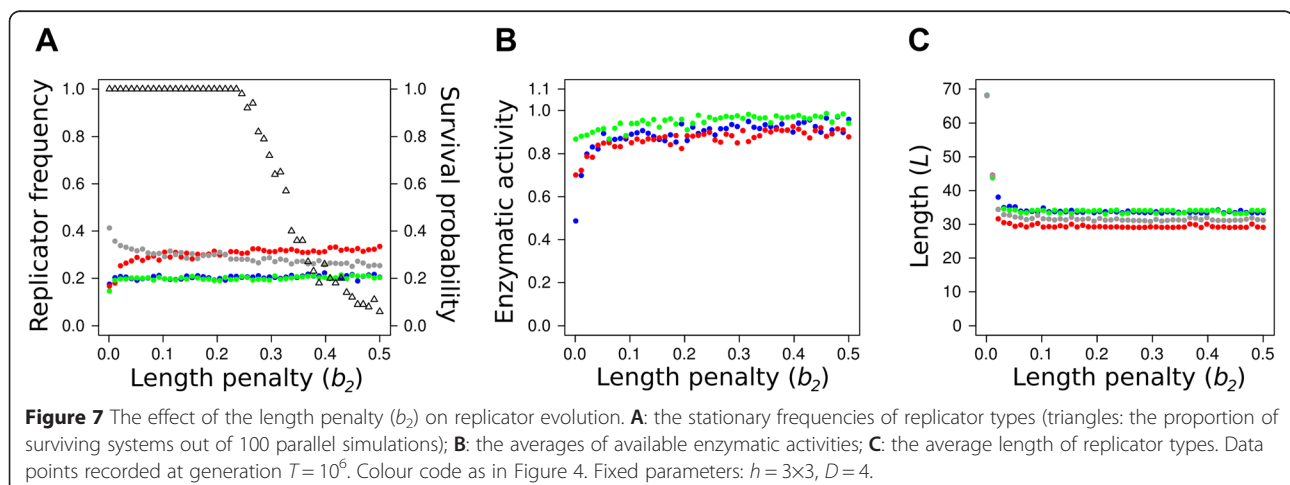 A
B
C
Replicator frequency
1.0
0.8
0.6
0.4
0.2
0.0
1.0
0.8
0.6
0.4
0.2
0.0
Survival probability
0.0 0.1 0.2 0.3 0.4 0.5
Length penalty (b2)
Enzymatic activity
1.1
1.0
0.8
0.6
0.4
0.2
0.0
0.0 0.1 0.2 0.3 0.4 0.5
Length penalty (b2)
Length (L)
70
60
50
40
30
20
10
0
0.0 0.1 0.2 0.3 0.4 0.5
Length penalty (b2)
Figure 7 The effect of the length penalty (b2) on replicator evolution. A: the stationary frequencies of replicator types (triangles: the proportion of
surviving systems out of 100 parallel simulations); B: the averages of available enzymatic activities; C: the average length of replicator types. Data
points recorded at generation T = 10⁶. Colour code as in Figure 4. Fixed parameters: h = 3×3, D = 4.